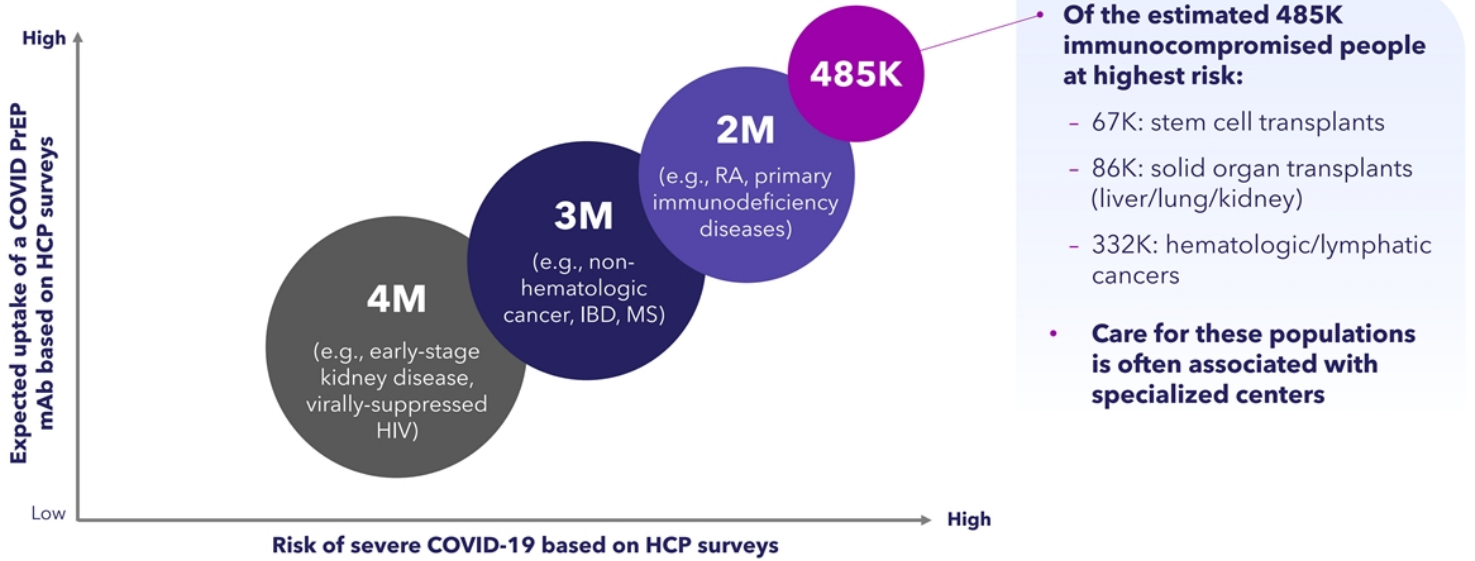 High
Expected uptake of a COVID PrEP
mAb based on HCP surveys
Low
4M
(e.g., early-stage
kidney disease,
virally-suppressed
HIV)
3M
(e.g., non-
hematologic
cancer, IBD, MS)
2M
(e.g., RA, primary
immunodeficiency
diseases)
485K
High
Risk of severe COVID-19 based on HCP surveys
• Of the estimated 485K
immunocompromised people
at highest risk:
– 67K: stem cell transplants
– 86K: solid organ transplants
(liver/lung/kidney)
– 332K: hematologic/lymphatic
cancers
• Care for these populations
is often associated with
specialized centers